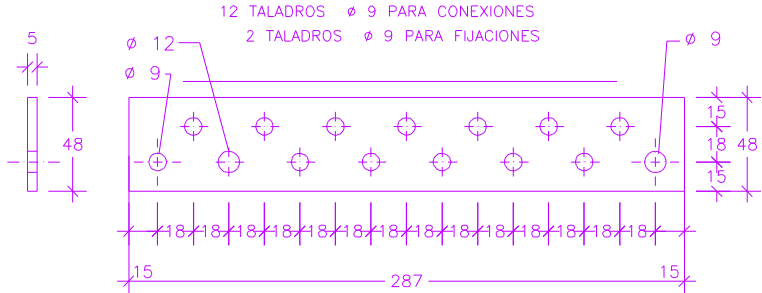 12 TALADROS ø 9 PARA CONEXIONES
2 TALADROS ø 9 PARA FIJACIONES
5
ø 12
ø 9
ø 9
48
15
18
15
48
18 18 18 18 18 18 18 18 18 18 18 18 18 18
15
287
15